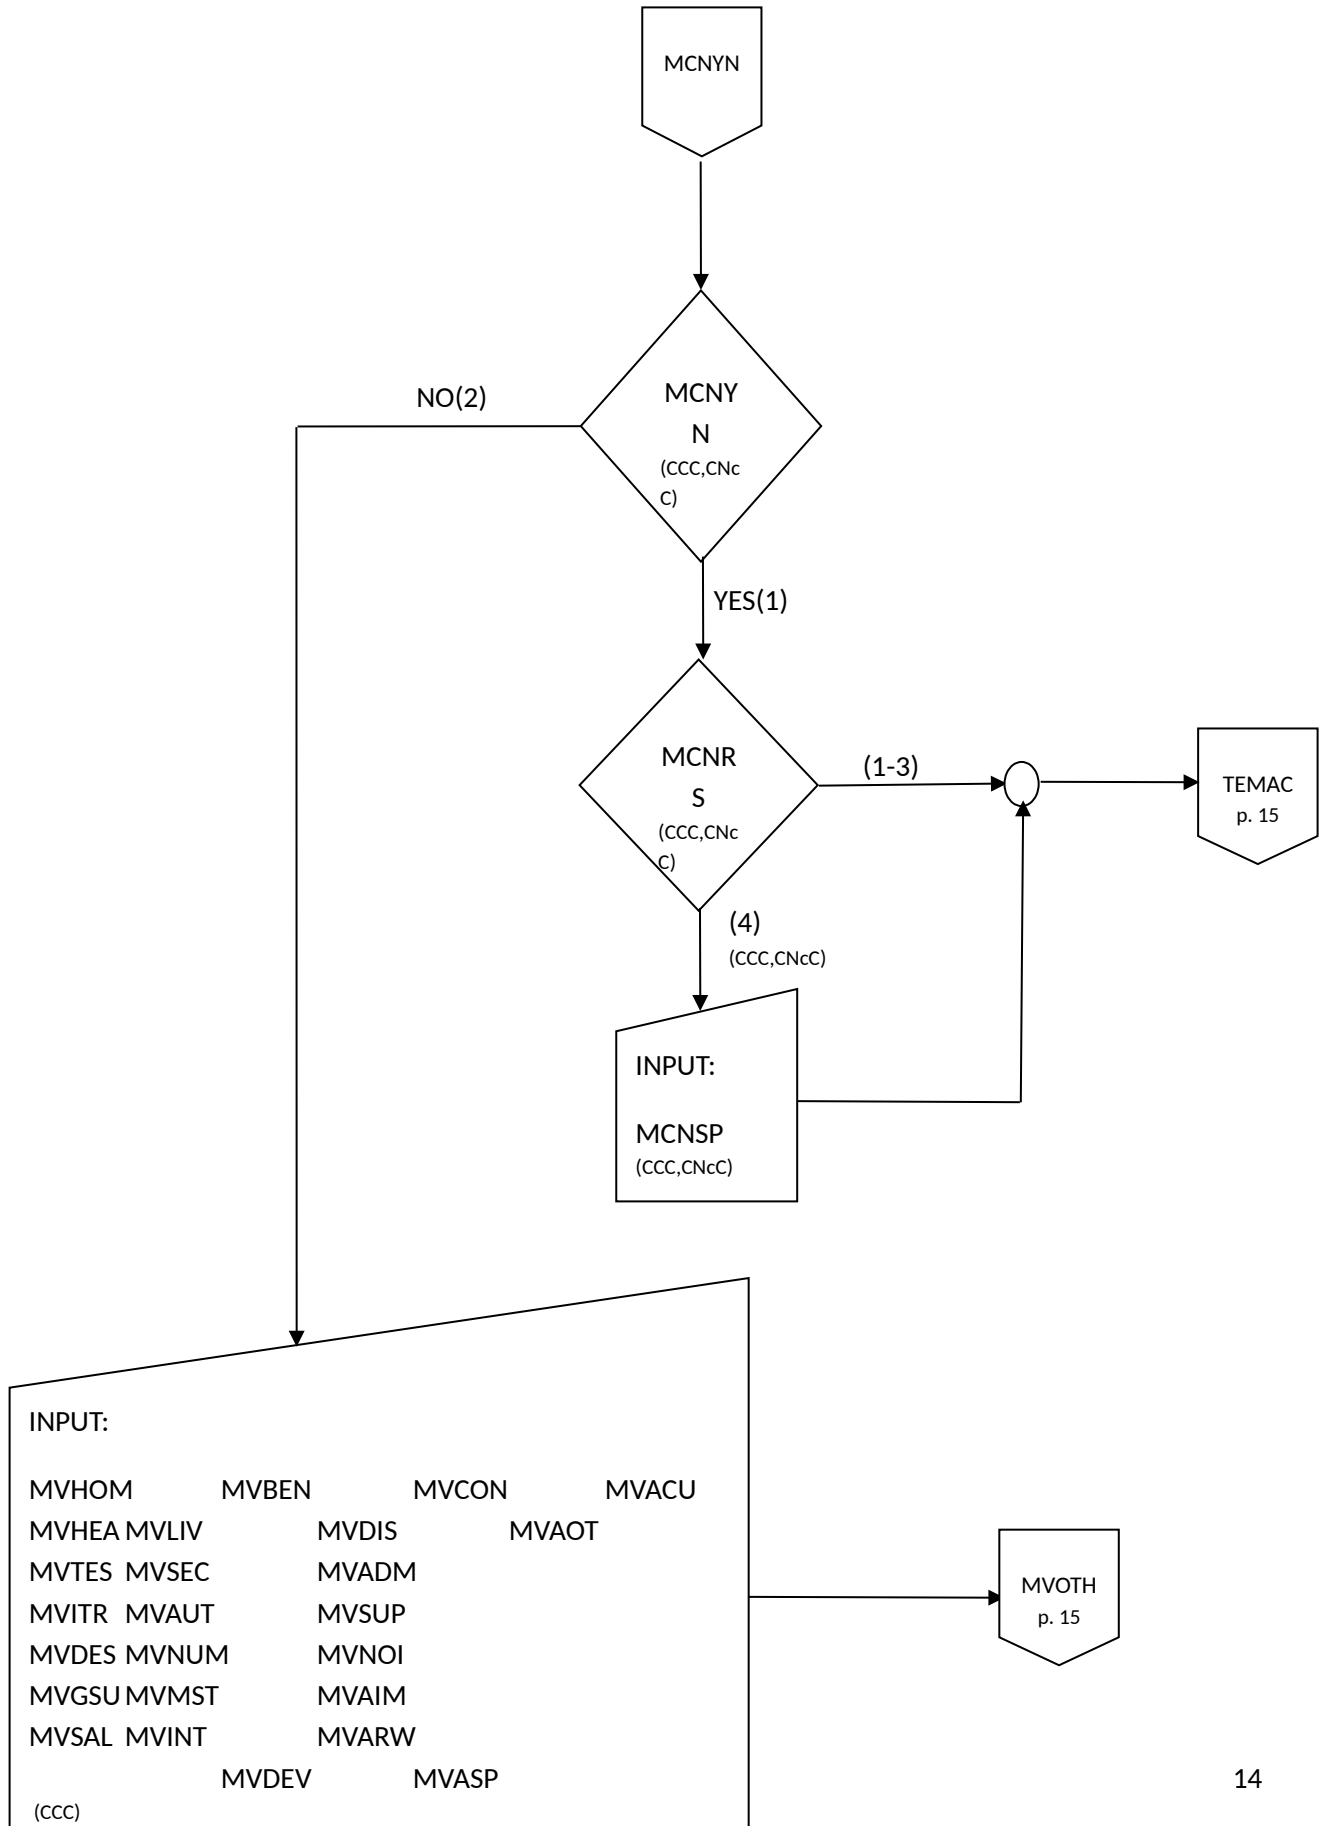 MCNYN
NO(2)
MCNY
N
(CCC,CNc
C)
YES(1)
MCNR
S
(CCC,CNc
C)
(1-3)
TEMAC
p. 15
(4)
(CCC,CNcC)
INPUT:
MCNSP
(CCC,CNcC)
INPUT:
MVHOM MVBEN MVCON MVACU
MVHEA MVLIV MVDIS MVAOT
MVTES MVSEC MVADM
MVITR MVAUT MVSUP
MVDES MVNUM MVNOI
MVGSU MVMST MVAIM
MVSAL MVINT MVARW
MVDEV MVASP
(CCC)
MVOTH
p. 15
14